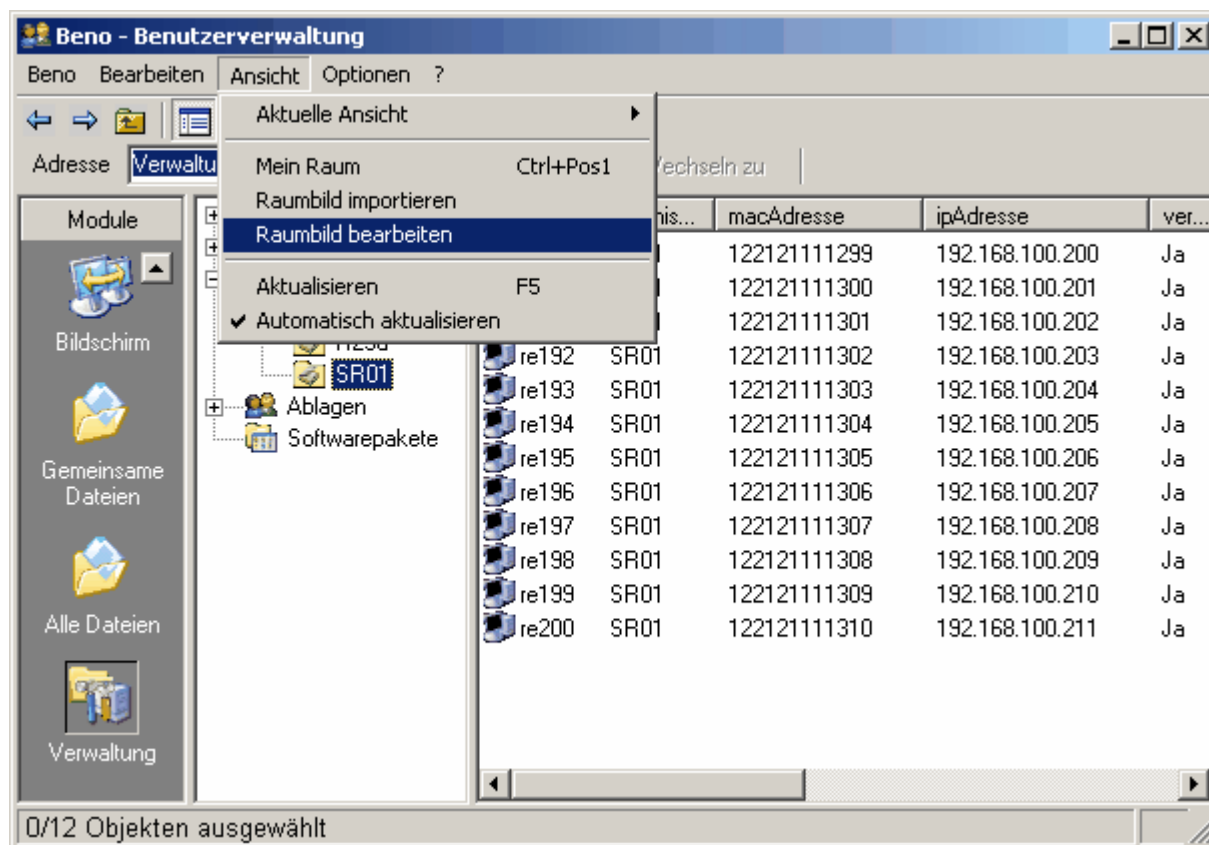 Beno - Benutzerverwaltung
Beno Bearbeiten Ansicht Optionen ?
Aktuelle Ansicht
Mein Raum Ctrl+Pos1
Raumbild importieren
Raumbild bearbeiten
Aktualisieren F5
Automatisch aktualisieren
Adresse
Module
Bildschirm
Gemeinsame
Dateien
Alle Dateien
Verwaltung
SR01
Ablagen
Softwarepakete
macAdresse ipAdresse ver...
122121111299 192.168.100.200 Ja
122121111300 192.168.100.201 Ja
122121111301 192.168.100.202 Ja
re192 SR01 122121111302 192.168.100.203 Ja
re193 SR01 122121111303 192.168.100.204 Ja
re194 SR01 122121111304 192.168.100.205 Ja
re195 SR01 122121111305 192.168.100.206 Ja
re196 SR01 122121111306 192.168.100.207 Ja
re197 SR01 122121111307 192.168.100.208 Ja
re198 SR01 122121111308 192.168.100.209 Ja
re199 SR01 122121111309 192.168.100.210 Ja
re200 SR01 122121111310 192.168.100.211 Ja
0/12 Objekten ausgewählt